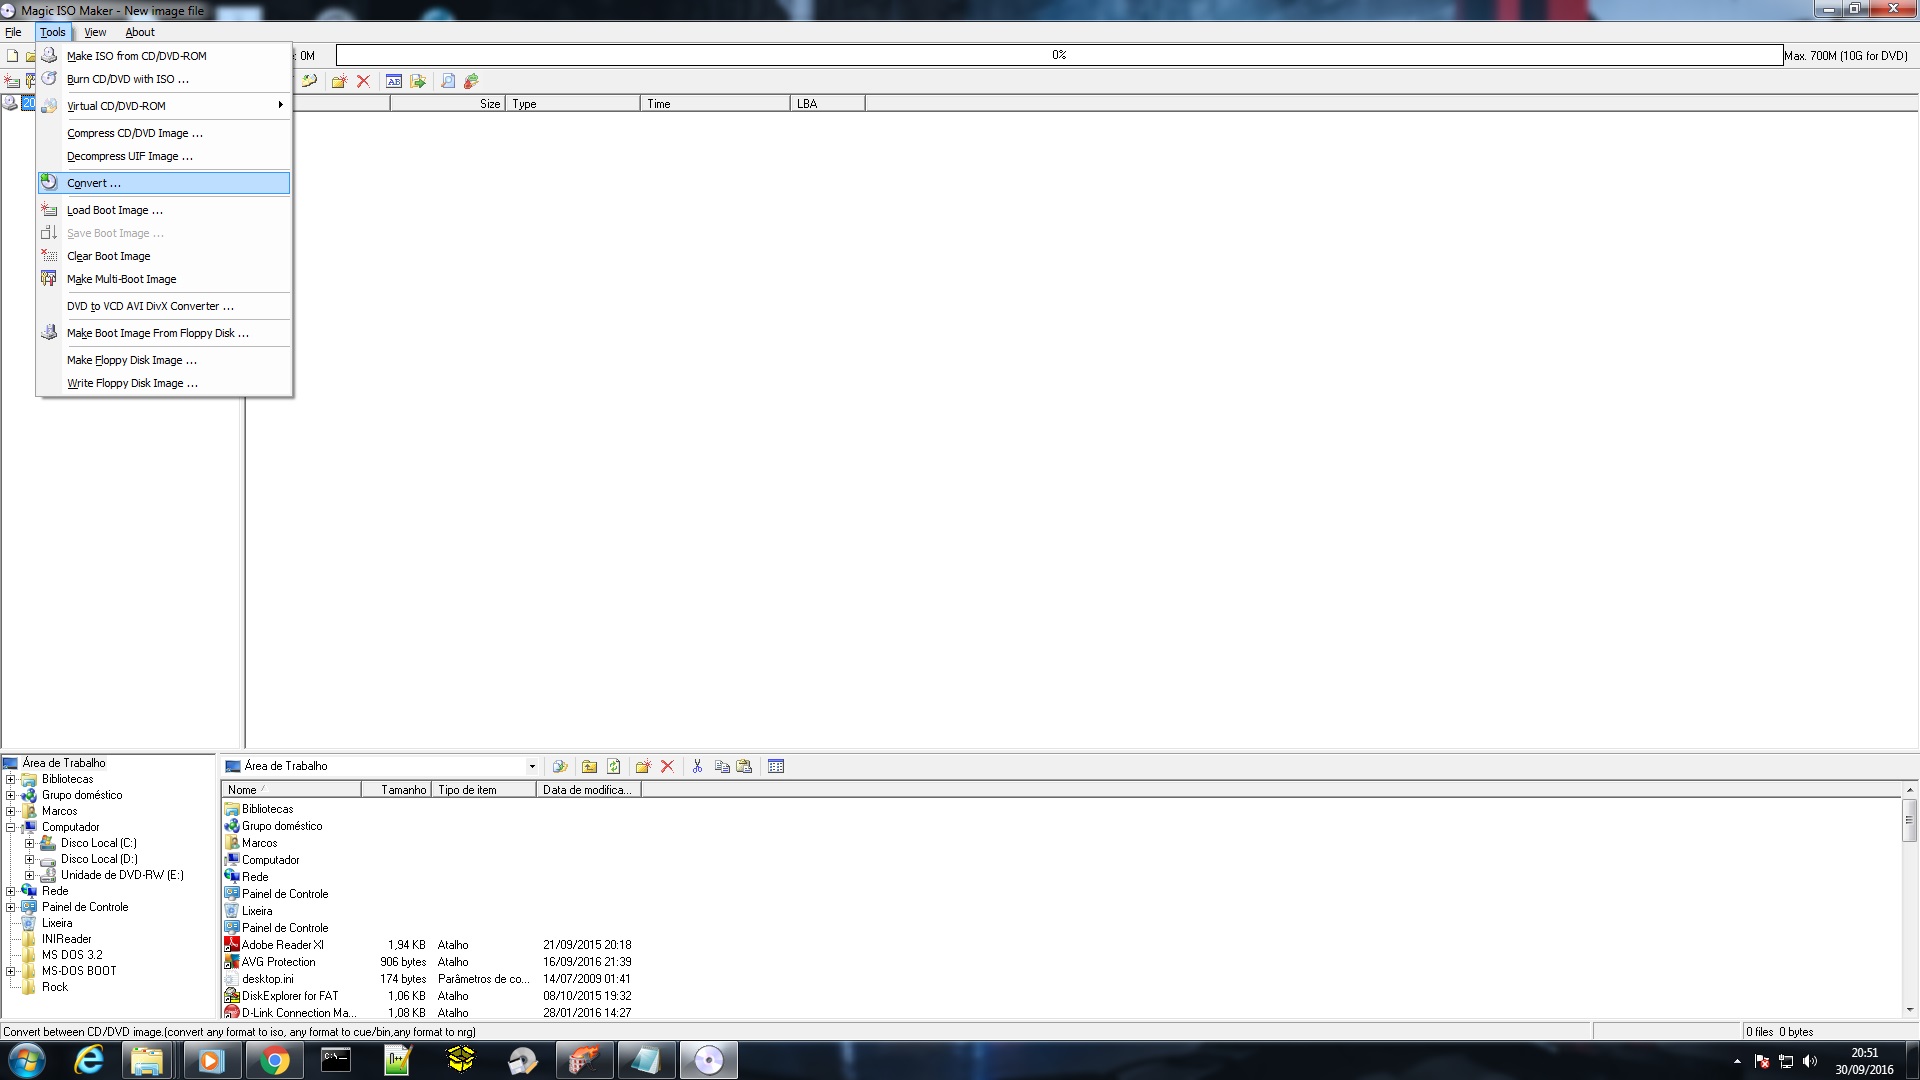 Magic ISO Maker - New image file
File Tools View About
Make ISO from CD/DVD-ROM
Burn CD/DVD with ISO ...
Virtual CD/DVD-ROM
Compress CD/DVD Image ...
Decompress UIF Image ...
Convert ...
Load Boot Image ...
Save Boot Image ...
Clear Boot Image
Make Multi-Boot Image
DVD to VCD AVI DivX Converter ...
Make Boot Image From Floppy Disk ...
Make Floppy Disk Image ...
Write Floppy Disk Image ...
: 0M 0% Max. 700M (10G for DVD)
20
Size Type Time LBA
Área de Trabalho
Bibliotecas
Grupo doméstico
Marcos
Computador
Disco Local (C:)
Disco Local (D:)
Unidade de DVD-RW (E:)
Rede
Painel de Controle
Lixeira
INIReader
MS DOS 3.2
MS-DOS BOOT
Rock
Área de Trabalho
Nome Tamanho Tipo de item Data de modifica...
Bibliotecas
Grupo doméstico
Marcos
Computador
Rede
Painel de Controle
Lixeira
Painel de Controle
Adobe Reader XI 1,94 KB Atalho 21/09/2015 20:18
AVG Protection 906 bytes Atalho 16/09/2016 21:39
desktop.ini 174 bytes Parâmetros de co... 14/07/2009 01:41
DiskExplorer for FAT 1,06 KB Atalho 08/10/2015 19:32
D-Link Connection Ma... 1,08 KB Atalho 28/01/2016 14:27
Convert between CD/DVD image.(convert any format to iso, any format to cue/bin,any format to nrg)
0 files 0 bytes
20:51
30/09/2016